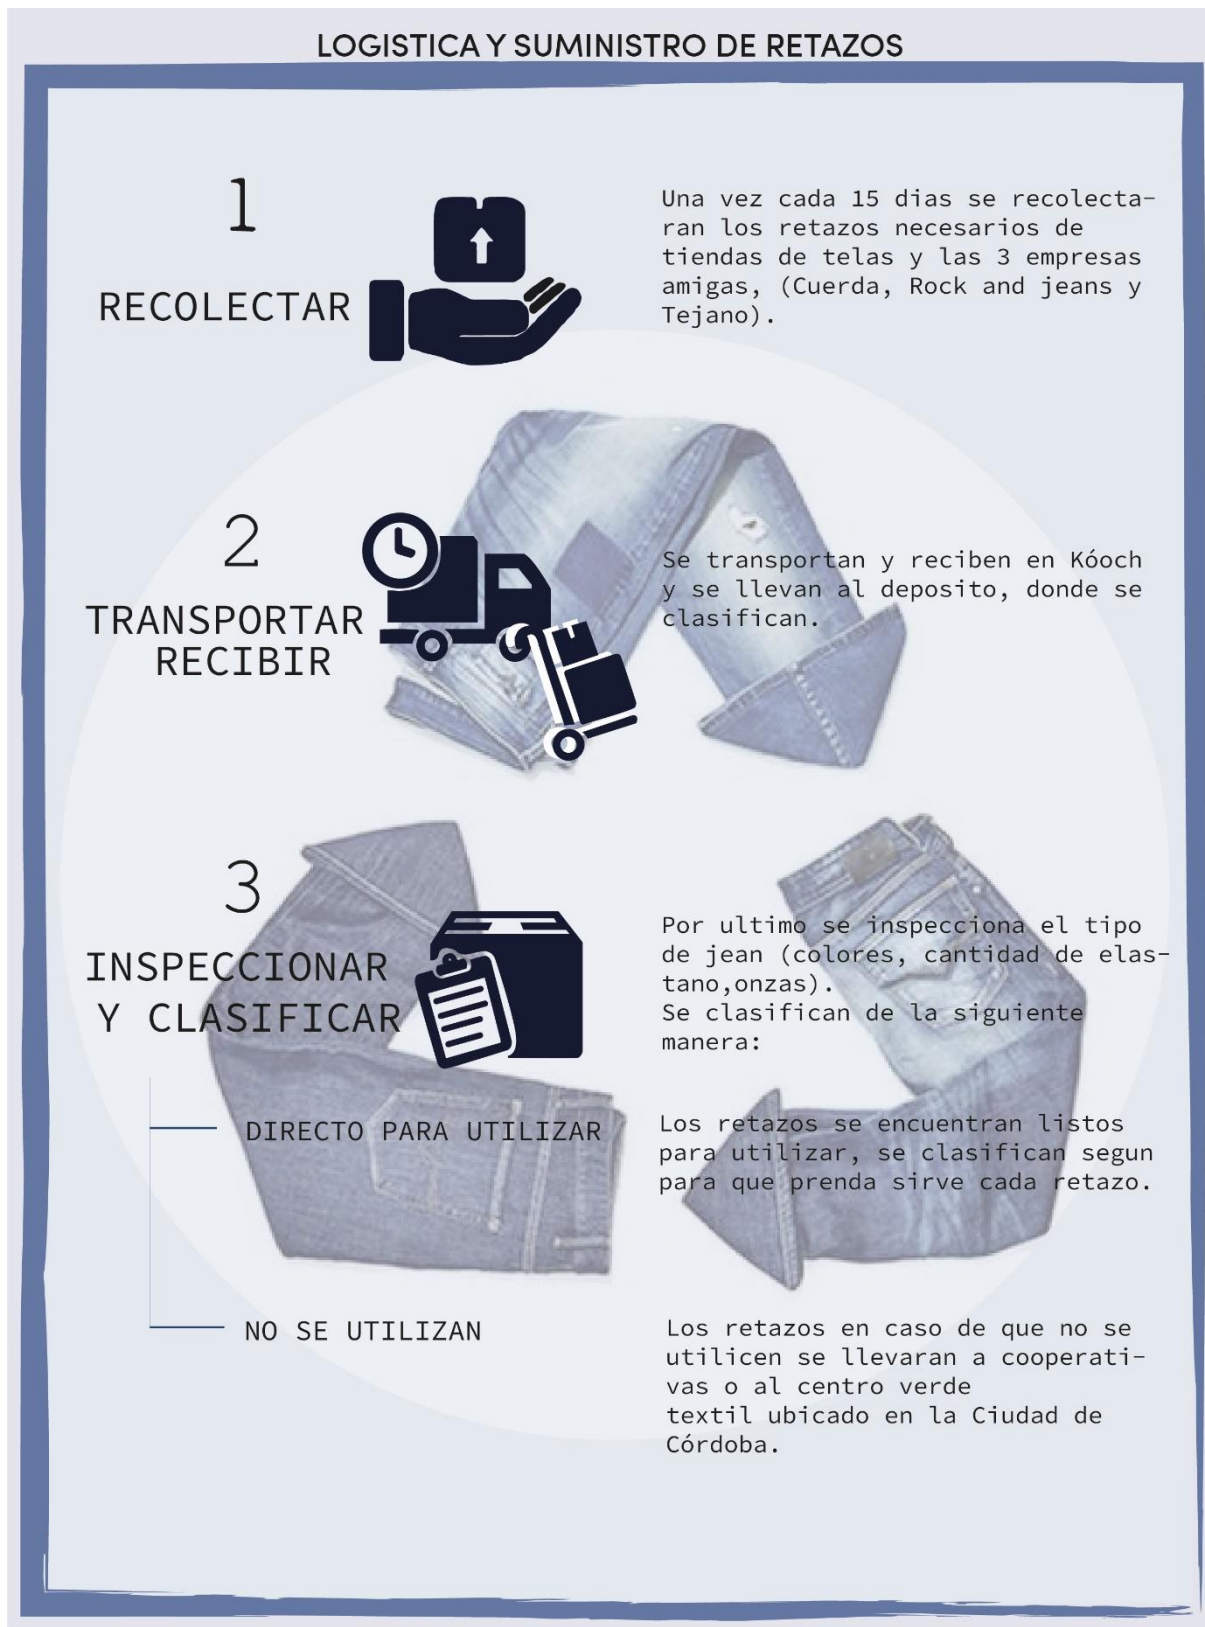 LOGISTICA Y SUMINISTRO DE RETAZOS
1
RECOLECTAR
Una vez cada 15 dias se recolecta-
ran los retazos necesarios de
tiendas de telas y las 3 empresas
amigas, (Cuerda, Rock and jeans y
Tejano).
2
TRANSPORTAR
RECIBIR
Se transportan y reciben en Kóoch
y se llevan al deposito, donde se
clasifican.
3
INSPECCIONAR
Y CLASIFICAR
Por ultimo se inspecciona el tipo
de jean (colores, cantidad de elas-
tano,onzas).
Se clasifican de la siguiente
manera:
DIRECTO PARA UTILIZAR
Los retazos se encuentran listos
para utilizar, se clasifican segun
para que prenda sirve cada retazo.
NO SE UTILIZAN
Los retazos en caso de que no se
utilicen se llevaran a cooperati-
vas o al centro verde
textil ubicado en la Ciudad de
Córdoba.